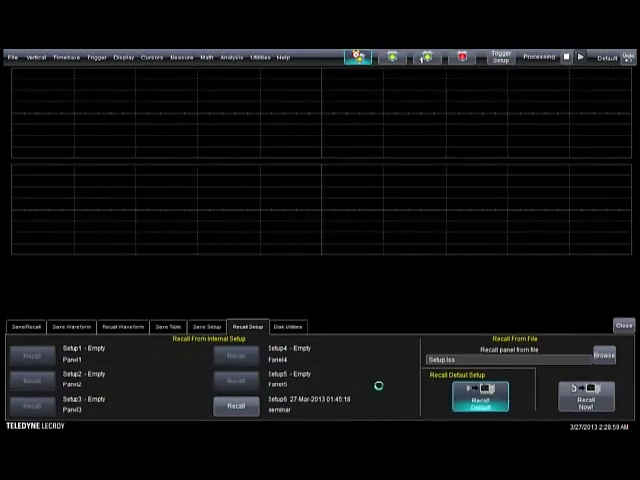 File Vertical Timebase Trigger Display Cursors Measure Math Analysis Utilities Help
Trigger Setup
Processing
Default
Undo
Save/Recall Save Waveform Recall Waveform Save Table Save Setup Recall Setup Disk Utilities
Close
Recall From Internal Setup
Recall From File
Recall
Setup1 - Empty
Panel1
Recall
Setup4 - Empty
Panel4
Recall panel from file
Setup.lss
Browse
Recall
Setup2 - Empty
Panel2
Recall
Setup5 - Empty
Panel5
Recall Default Setup
Recall Default
Recall Now!
Recall
Setup3 - Empty
Panel3
Recall
Setup6 27-Mar-2013 01:45:18
seminar
TELEDYNE LECROY
3/27/2013 2:28:59 AM